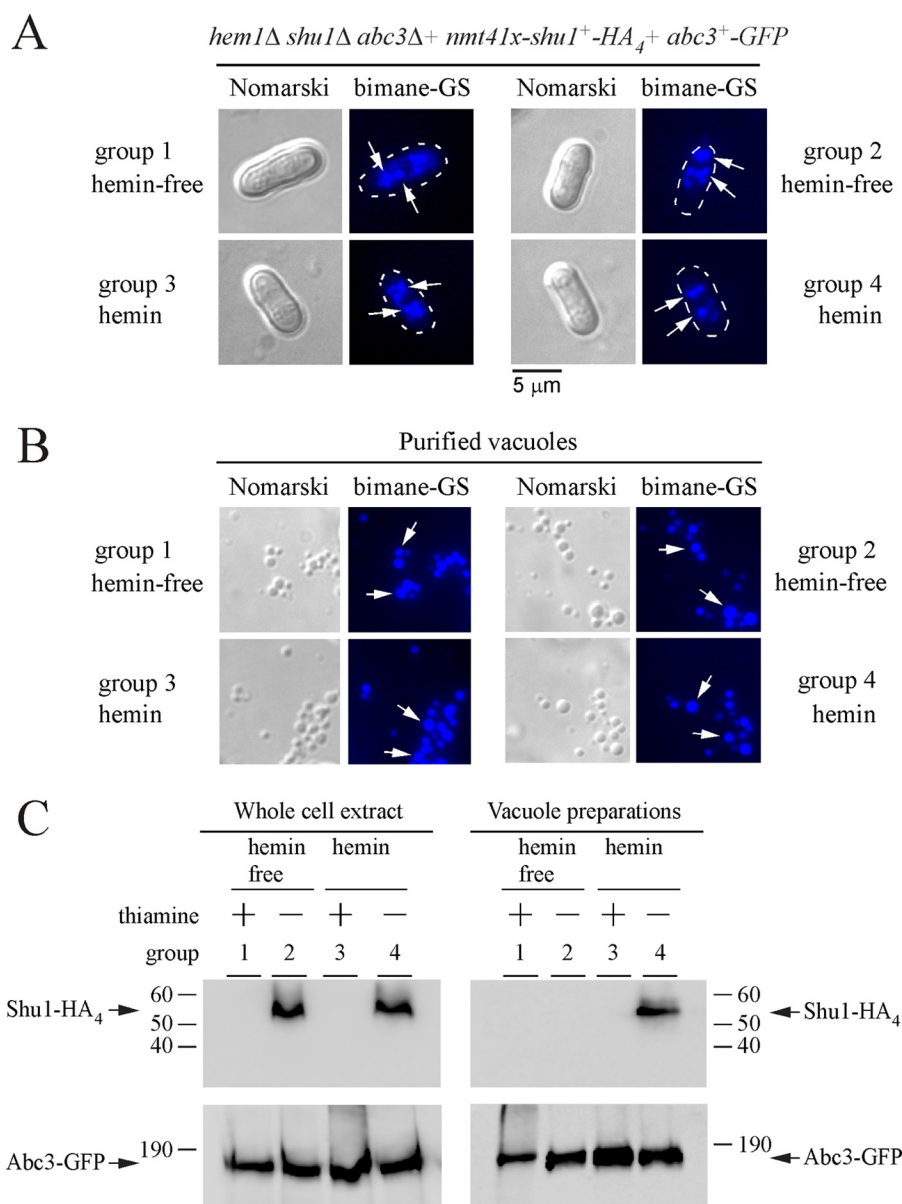 A
hem1Δ shu1Δ abc3Δ+ nmt41x-shu1⁺-HA₄+ abc3⁺-GFP
Nomarski bimane-GS Nomarski bimane-GS
group 1 group 2
hemin-free hemin-free
group 3 group 4
hemin hemin
5 μm
B
Purified vacuoles
Nomarski bimane-GS Nomarski bimane-GS
group 1 group 2
hemin-free hemin-free
group 3 group 4
hemin hemin
C
Whole cell extract Vacuole preparations
hemin hemin hemin hemin
free free
thiamine + − + − + − + −
group 1 2 3 4 1 2 3 4
Shu1-HA₄ 60 60 Shu1-HA₄
50 50
40 40
Abc3-GFP 190 190 Abc3-GFP